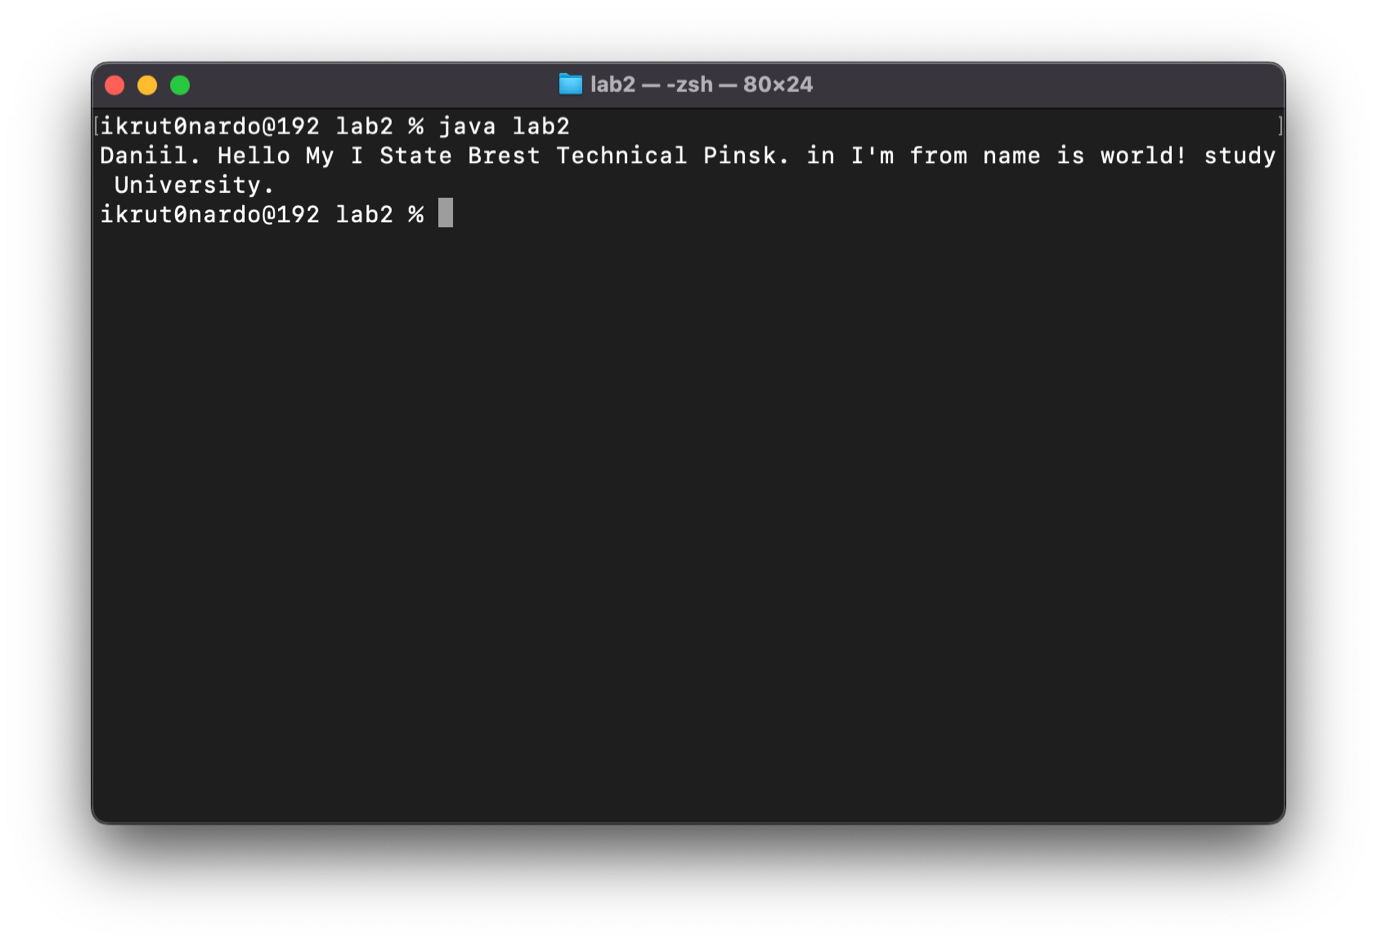 lab2 — -zsh — 80×24
[ikrut0nardo@192 lab2 % java lab2 ]
Daniil. Hello My I State Brest Technical Pinsk. in I'm from name is world! study
University.
ikrut0nardo@192 lab2 %